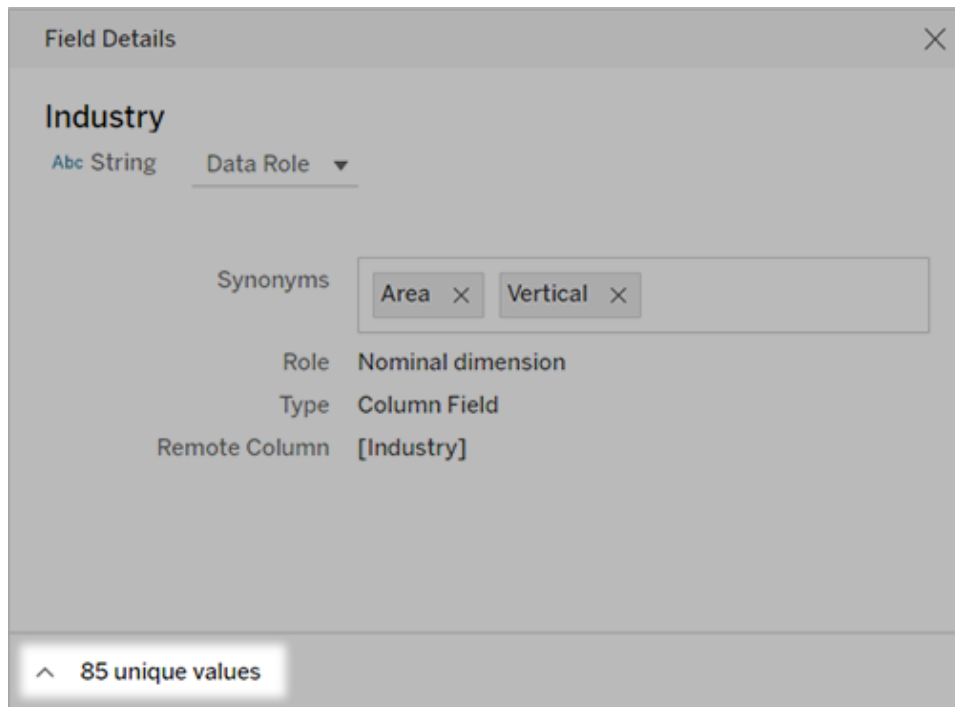 Field Details
Industry
Abc String Data Role
Synonyms Area Vertical
Role Nominal dimension
Type Column Field
Remote Column [Industry]
85 unique values